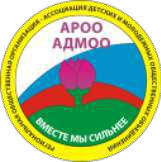 РЕГИОНАЛЬНАЯ ОБЩЕСТВЕННАЯ ОРГАНИЗАЦИЯ - АССОЦИАЦИЯ ДЕТСКИХ И МОЛОДЕЖНЫХ ОБЩЕСТВЕННЫХ ОБЪЕДИНЕНИЙ
АРОО
АДМОО
ВМЕСТЕ МЫ СИЛЬНЕЕ